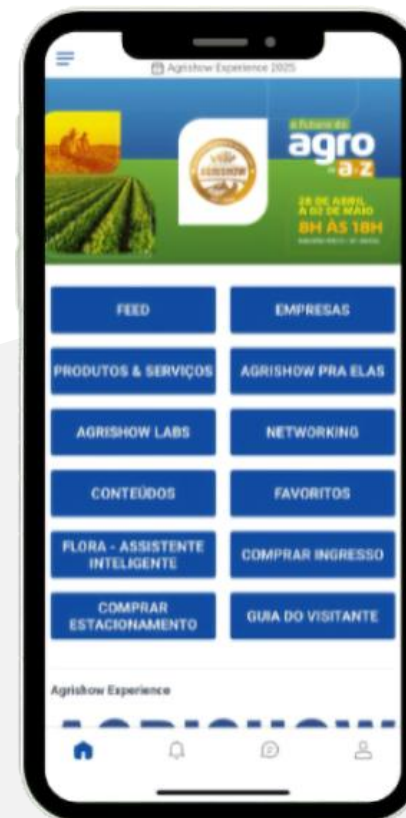 Agrishow Experience 2025
AGRISHOW
o futuro do
agro
de a-z
28 DE ABRIL
A 02 DE MAIO
8H ÀS 18H
FEED
EMPRESAS
PRODUTOS & SERVIÇOS
AGRISHOW PRA ELAS
AGRISHOW LABS
NETWORKING
CONTEÚDOS
FAVORITOS
FLORA - ASSISTENTE
INTELIGENTE
COMPRAR INGRESSO
COMPRAR
ESTACIONAMENTO
GUIA DO VISITANTE
Agrishow Experience
AGRISHOW